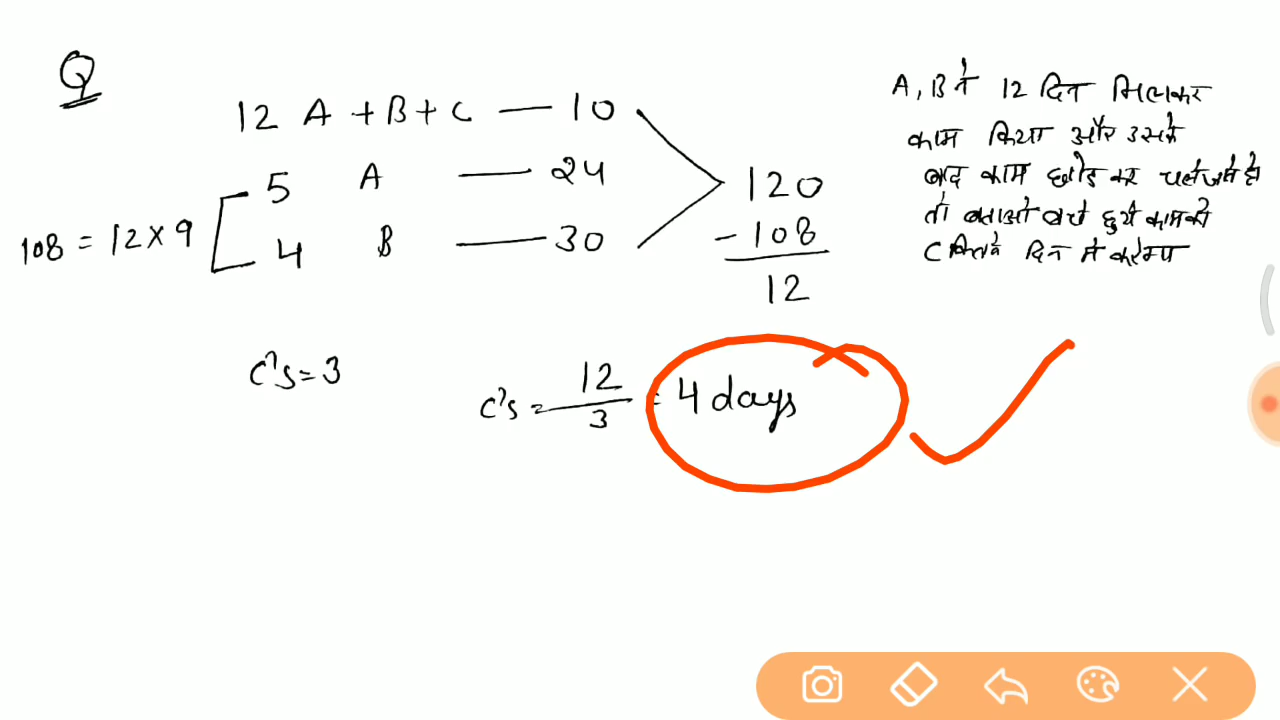 Q
12 A + B + C — 10
5 A — 24
4 B — 30
108 = 12 × 9
120
- 108
12
C's = 3
C's = 12/3 = 4 days
A, B ने 12 दिन मिलकर
काम किया और उसके
बाद काम छोड़ कर चले जाते हो
तो बताओ बचे हुये काम को
C कितने दिन में करेगा